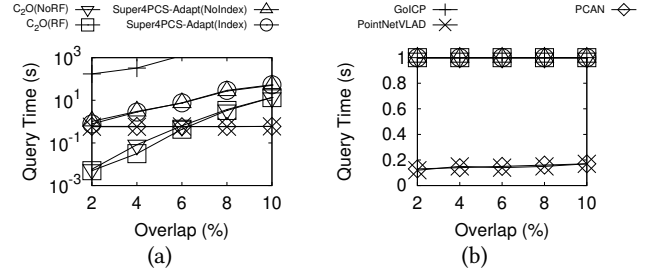 C₂O(NoRF) Super4PCS-Adapt(NoIndex) GoICP PCAN
C₂O(RF) Super4PCS-Adapt(Index) PointNetVLAD
Query Time (s)
10³
10¹
10⁻¹
10⁻³
2 4 6 8 10
Overlap (%)
(a)
Query Time (s)
1
0.8
0.6
0.4
0.2
0
2 4 6 8 10
Overlap (%)
(b)